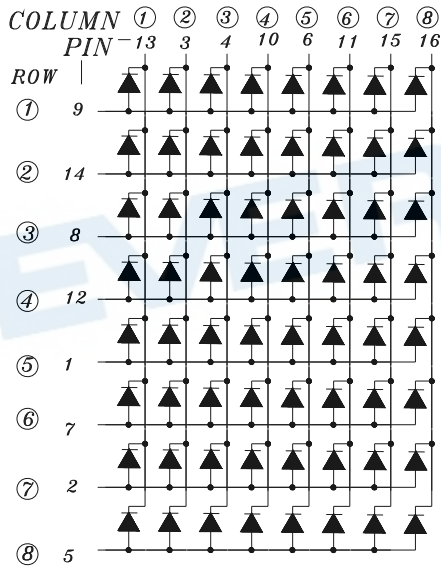 COLUMN ① ② ③ ④ ⑤ ⑥ ⑦ ⑧
PIN 13 3 4 10 6 11 15 16
ROW
① 9
② 14
③ 8
④ 12
⑤ 1
⑥ 7
⑦ 2
⑧ 5
EVER